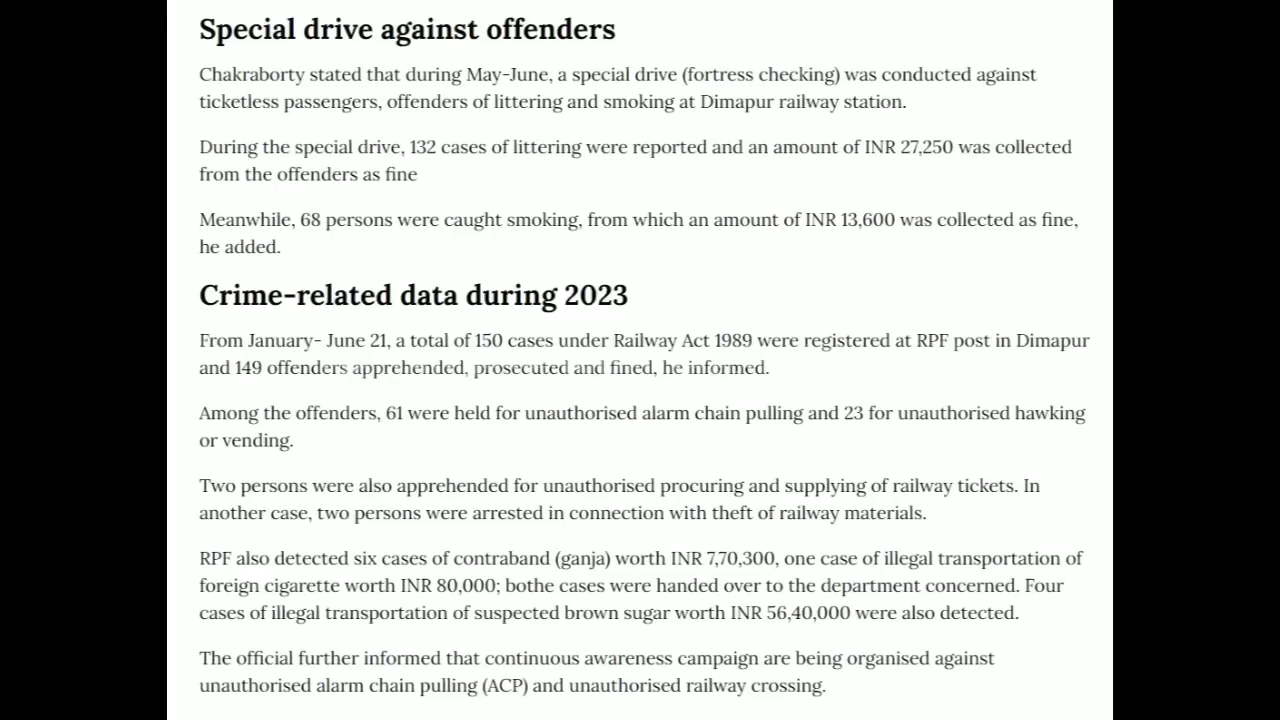 Special drive against offenders
Chakraborty stated that during May-June, a special drive (fortress checking) was conducted against
ticketless passengers, offenders of littering and smoking at Dimapur railway station.
During the special drive, 132 cases of littering were reported and an amount of INR 27,250 was collected
from the offenders as fine
Meanwhile, 68 persons were caught smoking, from which an amount of INR 13,600 was collected as fine,
he added.
Crime-related data during 2023
From January- June 21, a total of 150 cases under Railway Act 1989 were registered at RPF post in Dimapur
and 149 offenders apprehended, prosecuted and fined, he informed.
Among the offenders, 61 were held for unauthorised alarm chain pulling and 23 for unauthorised hawking
or vending.
Two persons were also apprehended for unauthorised procuring and supplying of railway tickets. In
another case, two persons were arrested in connection with theft of railway materials.
RPF also detected six cases of contraband (ganja) worth INR 7,70,300, one case of illegal transportation of
foreign cigarette worth INR 80,000; bothe cases were handed over to the department concerned. Four
cases of illegal transportation of suspected brown sugar worth INR 56,40,000 were also detected.
The official further informed that continuous awareness campaign are being organised against
unauthorised alarm chain pulling (ACP) and unauthorised railway crossing.